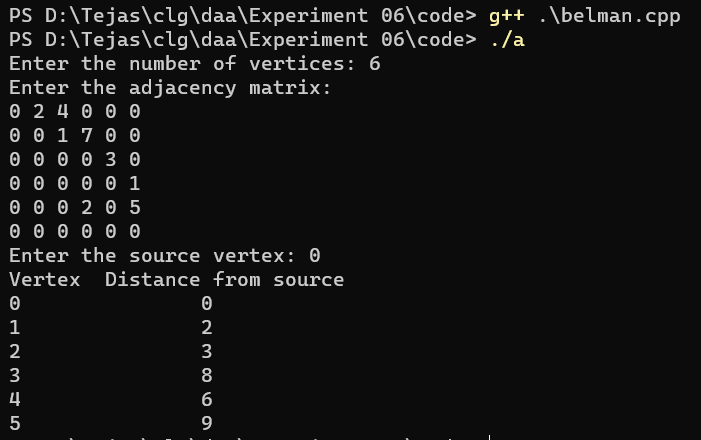 PS D:\Tejas\clg\daa\Experiment 06\code> g++ .\belman.cpp
PS D:\Tejas\clg\daa\Experiment 06\code> ./a
Enter the number of vertices: 6
Enter the adjacency matrix:
0 2 4 0 0 0
0 0 1 7 0 0
0 0 0 0 3 0
0 0 0 0 0 1
0 0 0 2 0 5
0 0 0 0 0 0
Enter the source vertex: 0
Vertex  Distance from source
0               0
1               2
2               3
3               8
4               6
5               9